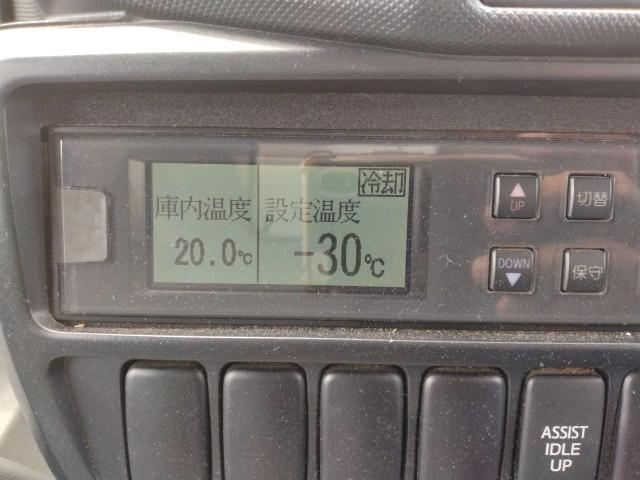 冷却
庫内温度 設定温度
20.0℃ -30℃
▲
UP
切替
DOWN
▼
保守
ASSIST
IDLE
UP